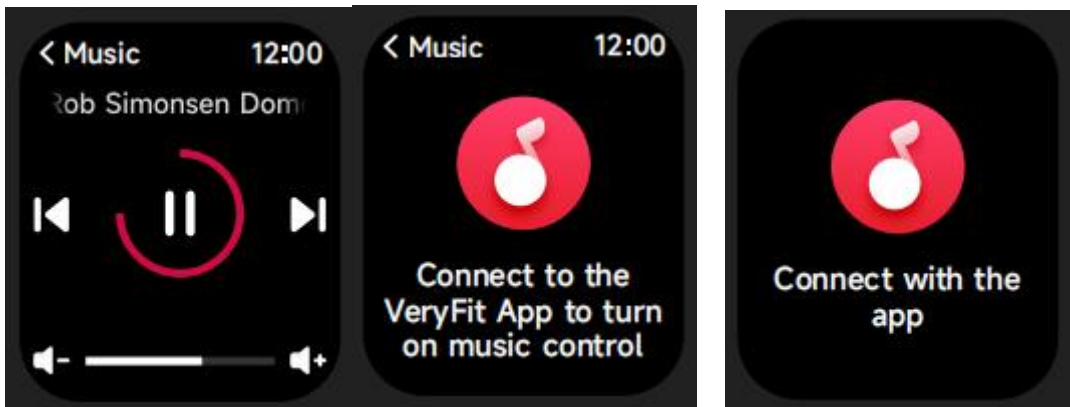 < Music 12:00
Rob Simonsen Dom
< Music 12:00
Connect to the
VeryFit App to turn
on music control
Connect with the
app